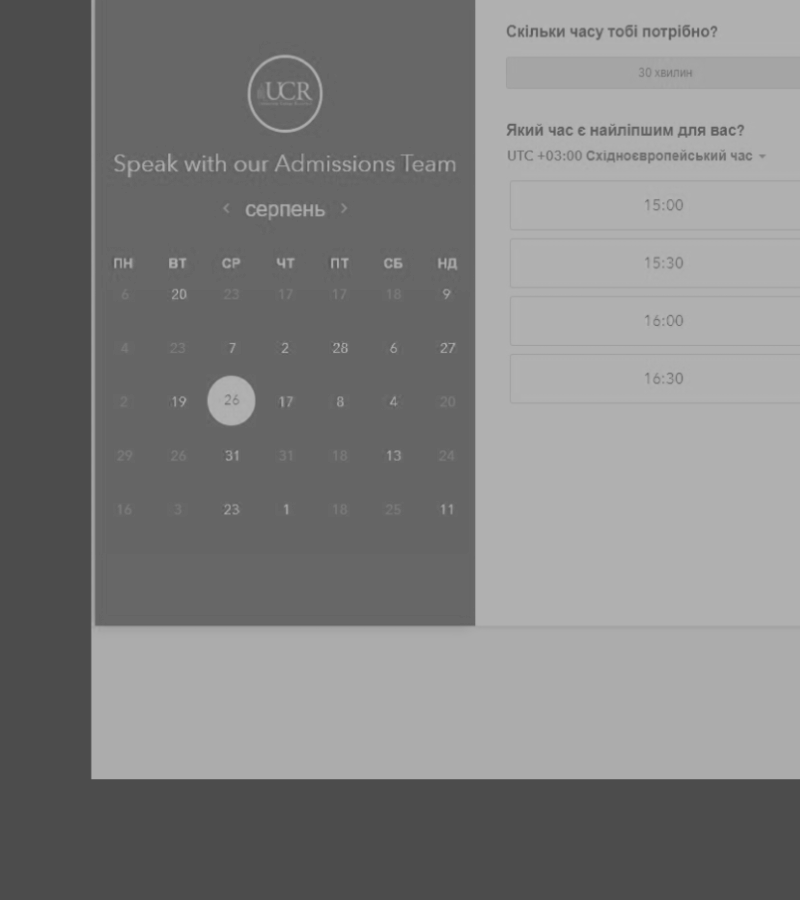 UCR
Speak with our Admissions Team
< серпень >
ПН ВТ СР ЧТ ПТ СБ НД
6 20 23 17 17 18 9
4 23 7 2 28 6 27
2 19 26 17 8 4 20
29 26 31 31 18 13 24
16 3 23 1 18 25 11
Скільки часу тобі потрібно?
30 хвилин
Який час є найліпшим для вас?
UTC +03:00 Східноєвропейський час
15:00
15:30
16:00
16:30